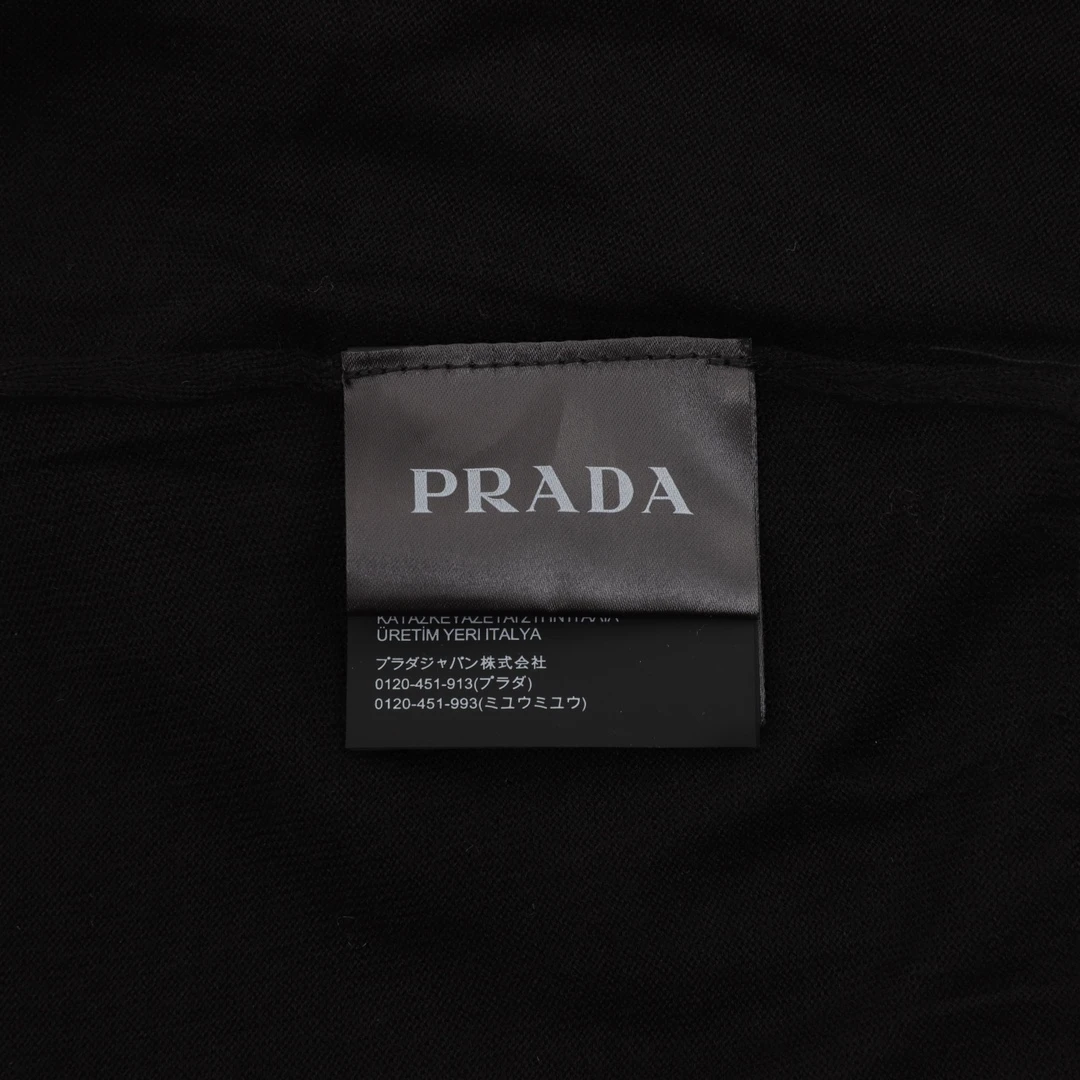 PRADA
ÜRETİM YERI ITALYA
プラダジャパン株式会社
0120-451-913(プラダ)
0120-451-993(ミユウミユウ)